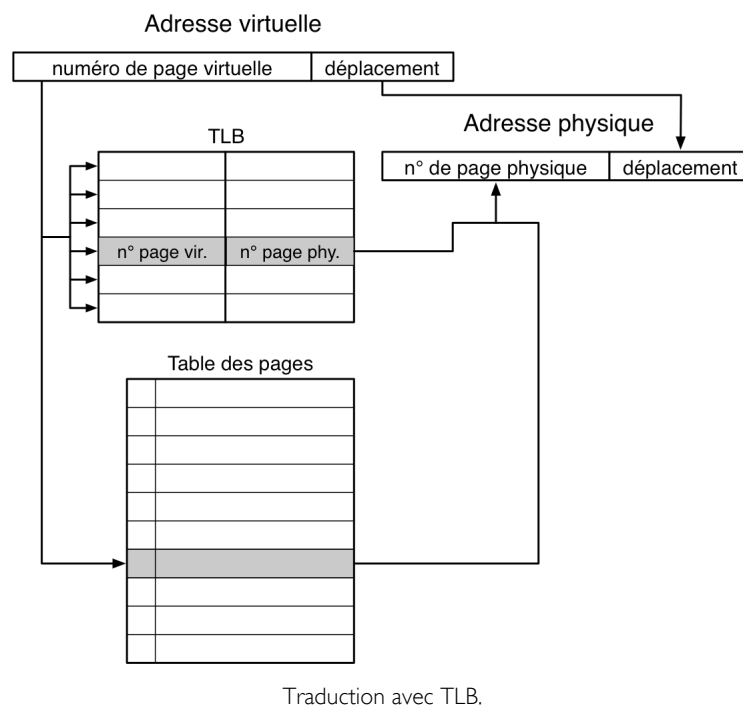 Adresse virtuelle
numéro de page virtuelle déplacement
Adresse physique
TLB
n° de page physique déplacement
n° page vir. n° page phy.
Table des pages
Traduction avec TLB.